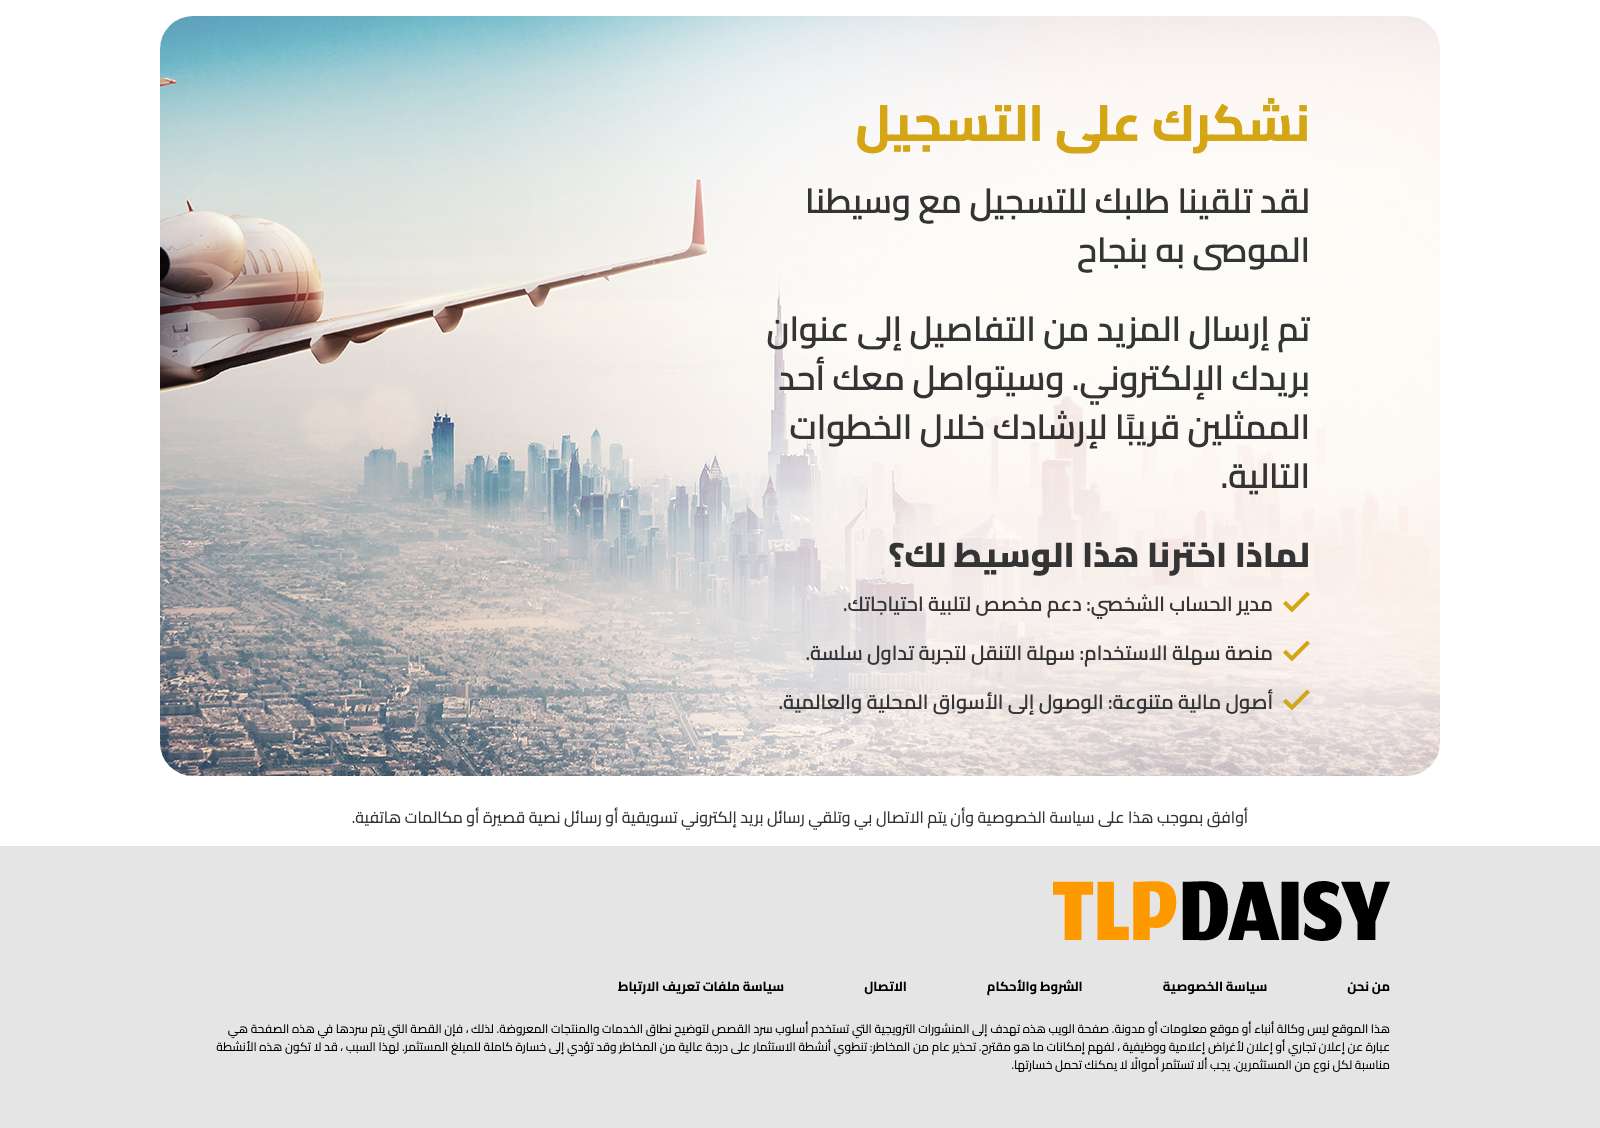 نشكرك على التسجيل
لقد تلقينا طلبك للتسجيل مع وسيطنا
الموصى به بنجاح
تم إرسال المزيد من التفاصيل إلى عنوان
بريدك الإلكتروني. وسيتواصل معك أحد
الممثلين قريبًا لإرشادك خلال الخطوات
التالية.
لماذا اخترنا هذا الوسيط لك؟
مدير الحساب الشخصي: دعم مخصص لتلبية احتياجاتك.
منصة سهلة الاستخدام: سهلة التنقل لتجربة تداول سلسة.
أصول مالية متنوعة: الوصول إلى الأسواق المحلية والعالمية.
أوافق بموجب هذا على سياسة الخصوصية وأن يتم الاتصال بي وتلقي رسائل بريد إلكتروني تسويقية أو رسائل نصية قصيرة أو مكالمات هاتفية.
TLPDAISY
من نحن سياسة الخصوصية الشروط والأحكام الاتصال سياسة ملفات تعريف الارتباط
هذا الموقع ليس وكالة أنباء أو موقع معلومات أو مدونة. صفحة الويب هذه تهدف إلى المنشورات الترويجية التي تستخدم أسلوب سرد القصص لتوضيح نطاق الخدمات والمنتجات المعروضة. لذلك ، فإن القصة التي يتم سردها في هذه الصفحة هي
عبارة عن إعلان تجاري أو إعلان لأغراض إعلامية ووظيفية ، لفهم إمكانات ما هو مقترح. تحذير عام من المخاطر: تنطوي أنشطة الاستثمار على درجة عالية من المخاطر وقد تؤدي إلى خسارة كاملة للمبلغ المستثمر. لهذا السبب ، قد لا تكون هذه الأنشطة
مناسبة لكل نوع من المستثمرين. يجب ألا تستثمر أموالًا لا يمكنك تحمل خسارتها.